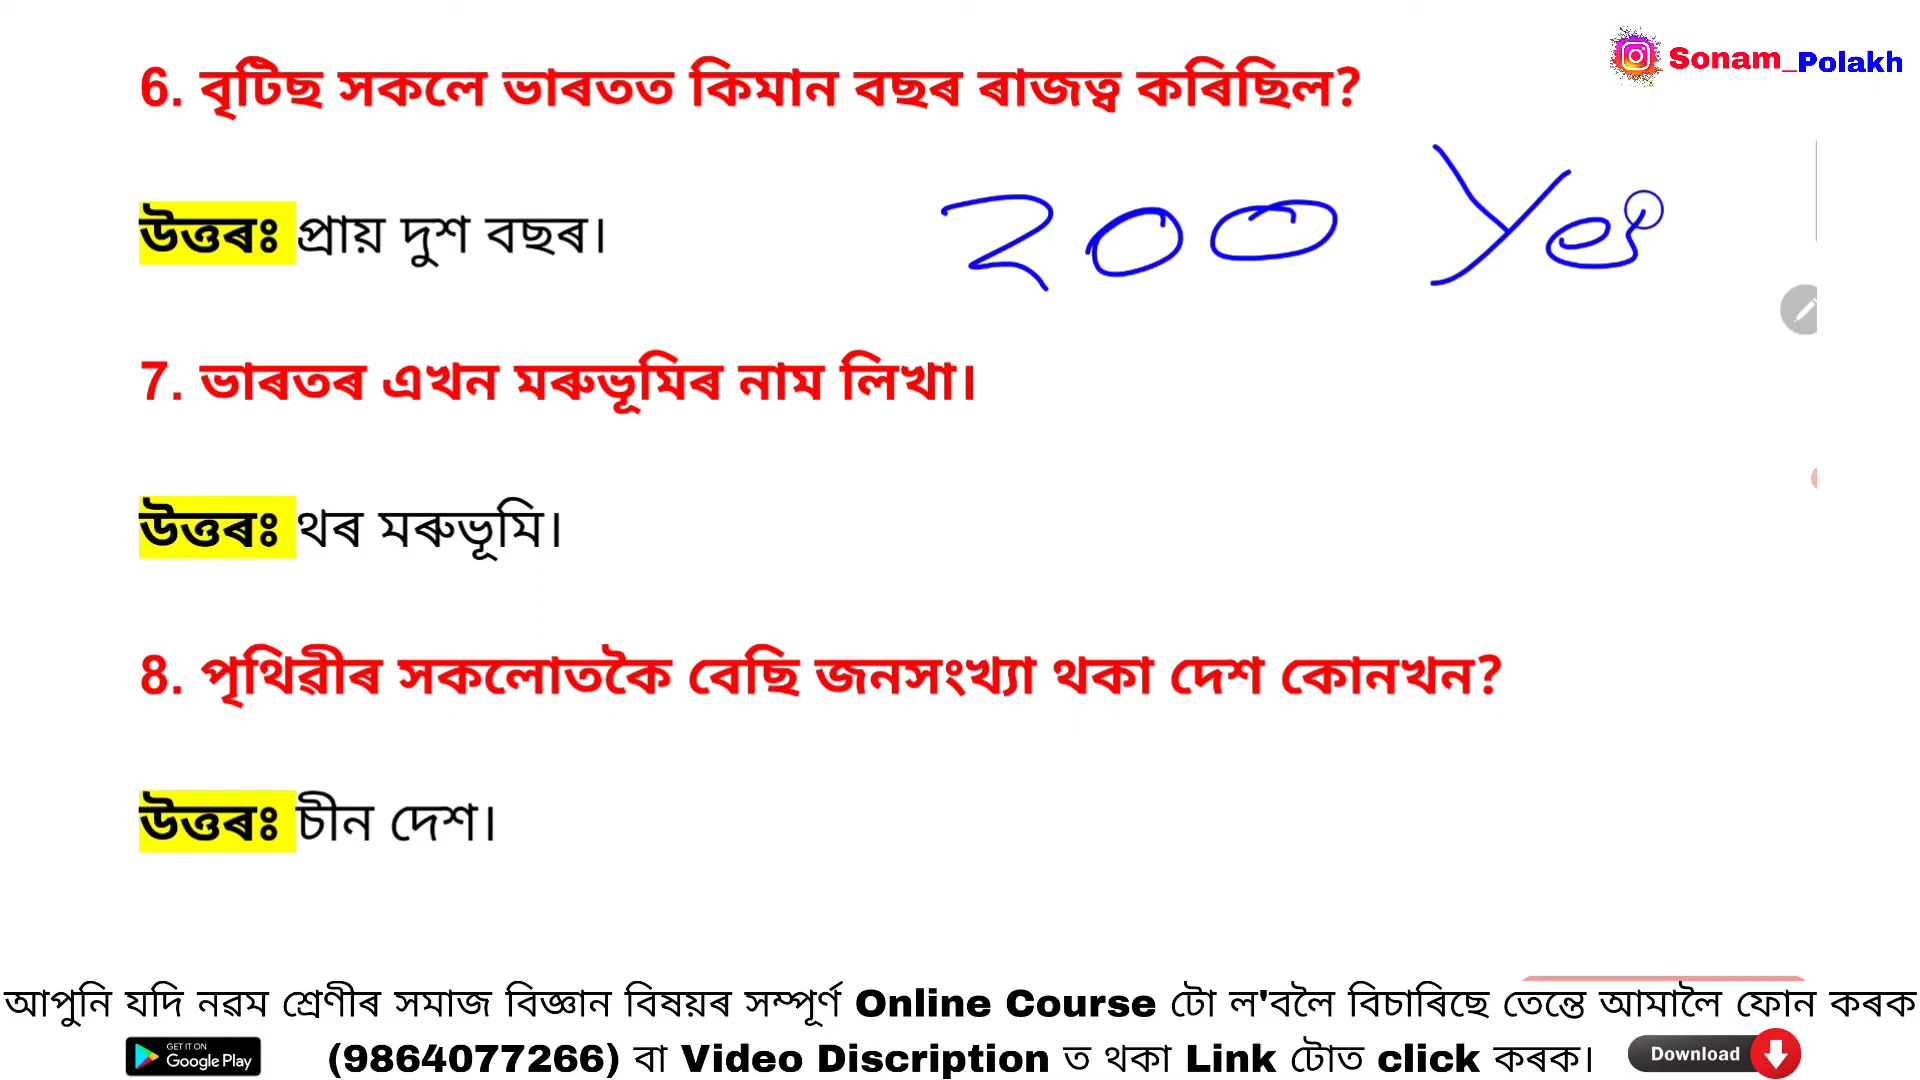 Sonam_Polakh
6. বৃটিছ সকলে ভাৰতত কিমান বছৰ ৰাজত্ব কৰিছিল?
উত্তৰঃ প্ৰায় দুশ বছৰ।
200 Yes
7. ভাৰতৰ এখন মৰুভূমিৰ নাম লিখা।
উত্তৰঃ থৰ মৰুভূমি।
8. পৃথিৱীৰ সকলোতকৈ বেছি জনসংখ্যা থকা দেশ কোনখন?
উত্তৰঃ চীন দেশ।
আপুনি যদি নৱম শ্ৰেণীৰ সমাজ বিজ্ঞান বিষয়ৰ সম্পূৰ্ণ Online Course টো ল'বলৈ বিচাৰিছে তেন্তে আমালৈ ফোন কৰক
GET IT ON
Google Play
(9864077266) বা Video Discription ত থকা Link টোত click কৰক।
Download